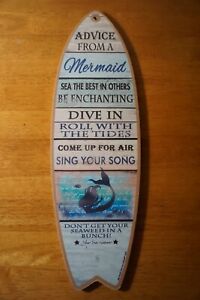 ADVICE
FROM A
Mermaid
SEA THE BEST IN OTHERS
BE ENCHANTING
DIVE IN
ROLL WITH
THE TIDES
COME UP FOR AIR
SING YOUR SONG
DON'T GET YOUR
SEAWEED IN A
BUNCH!